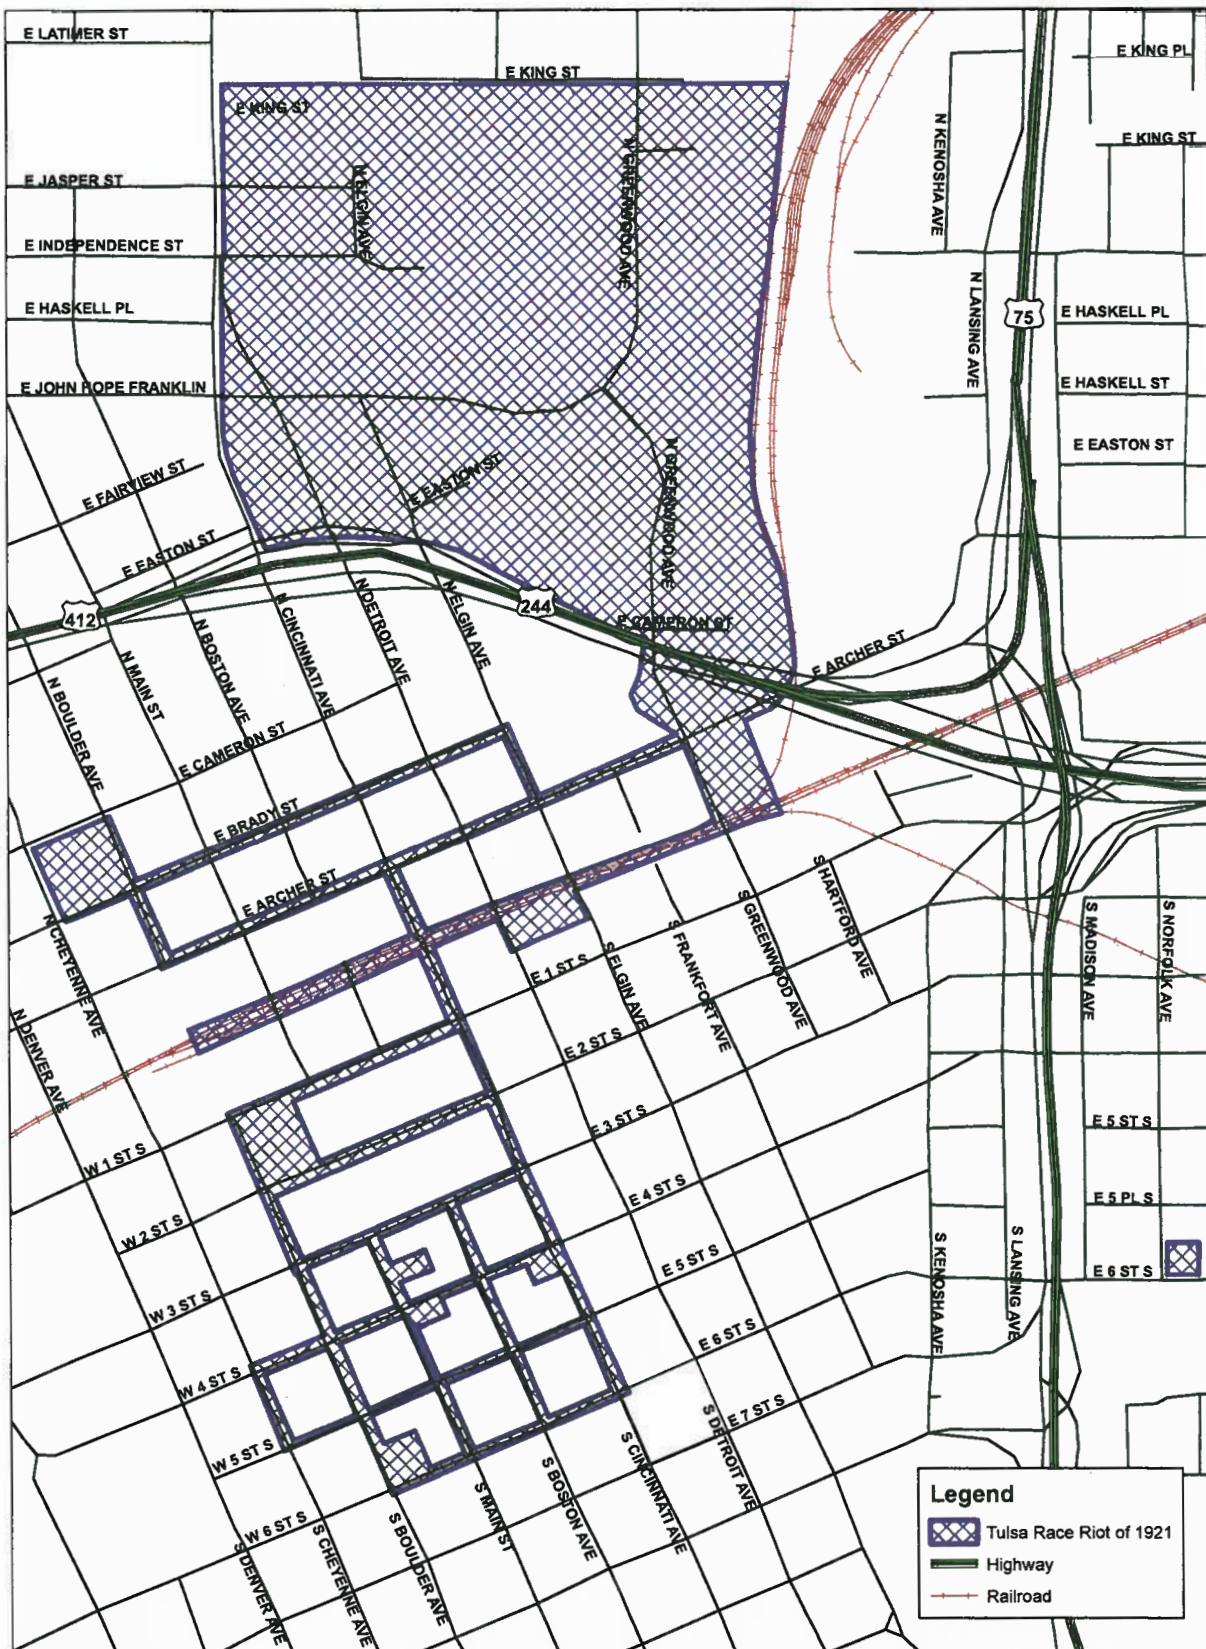 E LATIMER ST
E KING ST
E KING PL
E KING ST
N KENOSHA AVE
E KING ST
N GREENWOOD AVE
E JASPER ST
N ELGIN AVE
E INDEPENDENCE ST
N LANSING AVE
E HASKELL PL
75
E HASKELL PL
E JOHN HOPE FRANKLIN
E HASKELL ST
E EASTON ST
E FAIRVIEW ST
E EASTON ST
N GREENWOOD AVE
E EASTON ST
412
244
N BOSTON AVE
N CINCINNATI AVE
N DETROIT AVE
N ELGIN AVE
E CAMERON ST
E ARCHER ST
N MAIN ST
N BOULDER AVE
E CAMERON ST
E BRADY ST
E ARCHER ST
N CHEYENNE AVE
N DENVER AVE
S HARTFORD AVE
S GREENWOOD AVE
S FRANKFORT AVE
S ELGIN AVE
S MADISON AVE
S NORFOLK AVE
E 1 ST S
E 2 ST S
E 3 ST S
E 5 ST S
W 1 ST S
E 4 ST S
E 5 PL S
W 2 ST S
E 5 ST S
S KENOSHA AVE
S LANSING AVE
E 6 ST S
W 3 ST S
E 6 ST S
W 4 ST S
E 7 ST S
S DETROIT AVE
W 5 ST S
S CINCINNATI AVE
S BOSTON AVE
S MAIN ST
W 6 ST S
S BOULDER AVE
S CHEYENNE AVE
S DENVER AVE
Legend
Tulsa Race Riot of 1921
Highway
Railroad